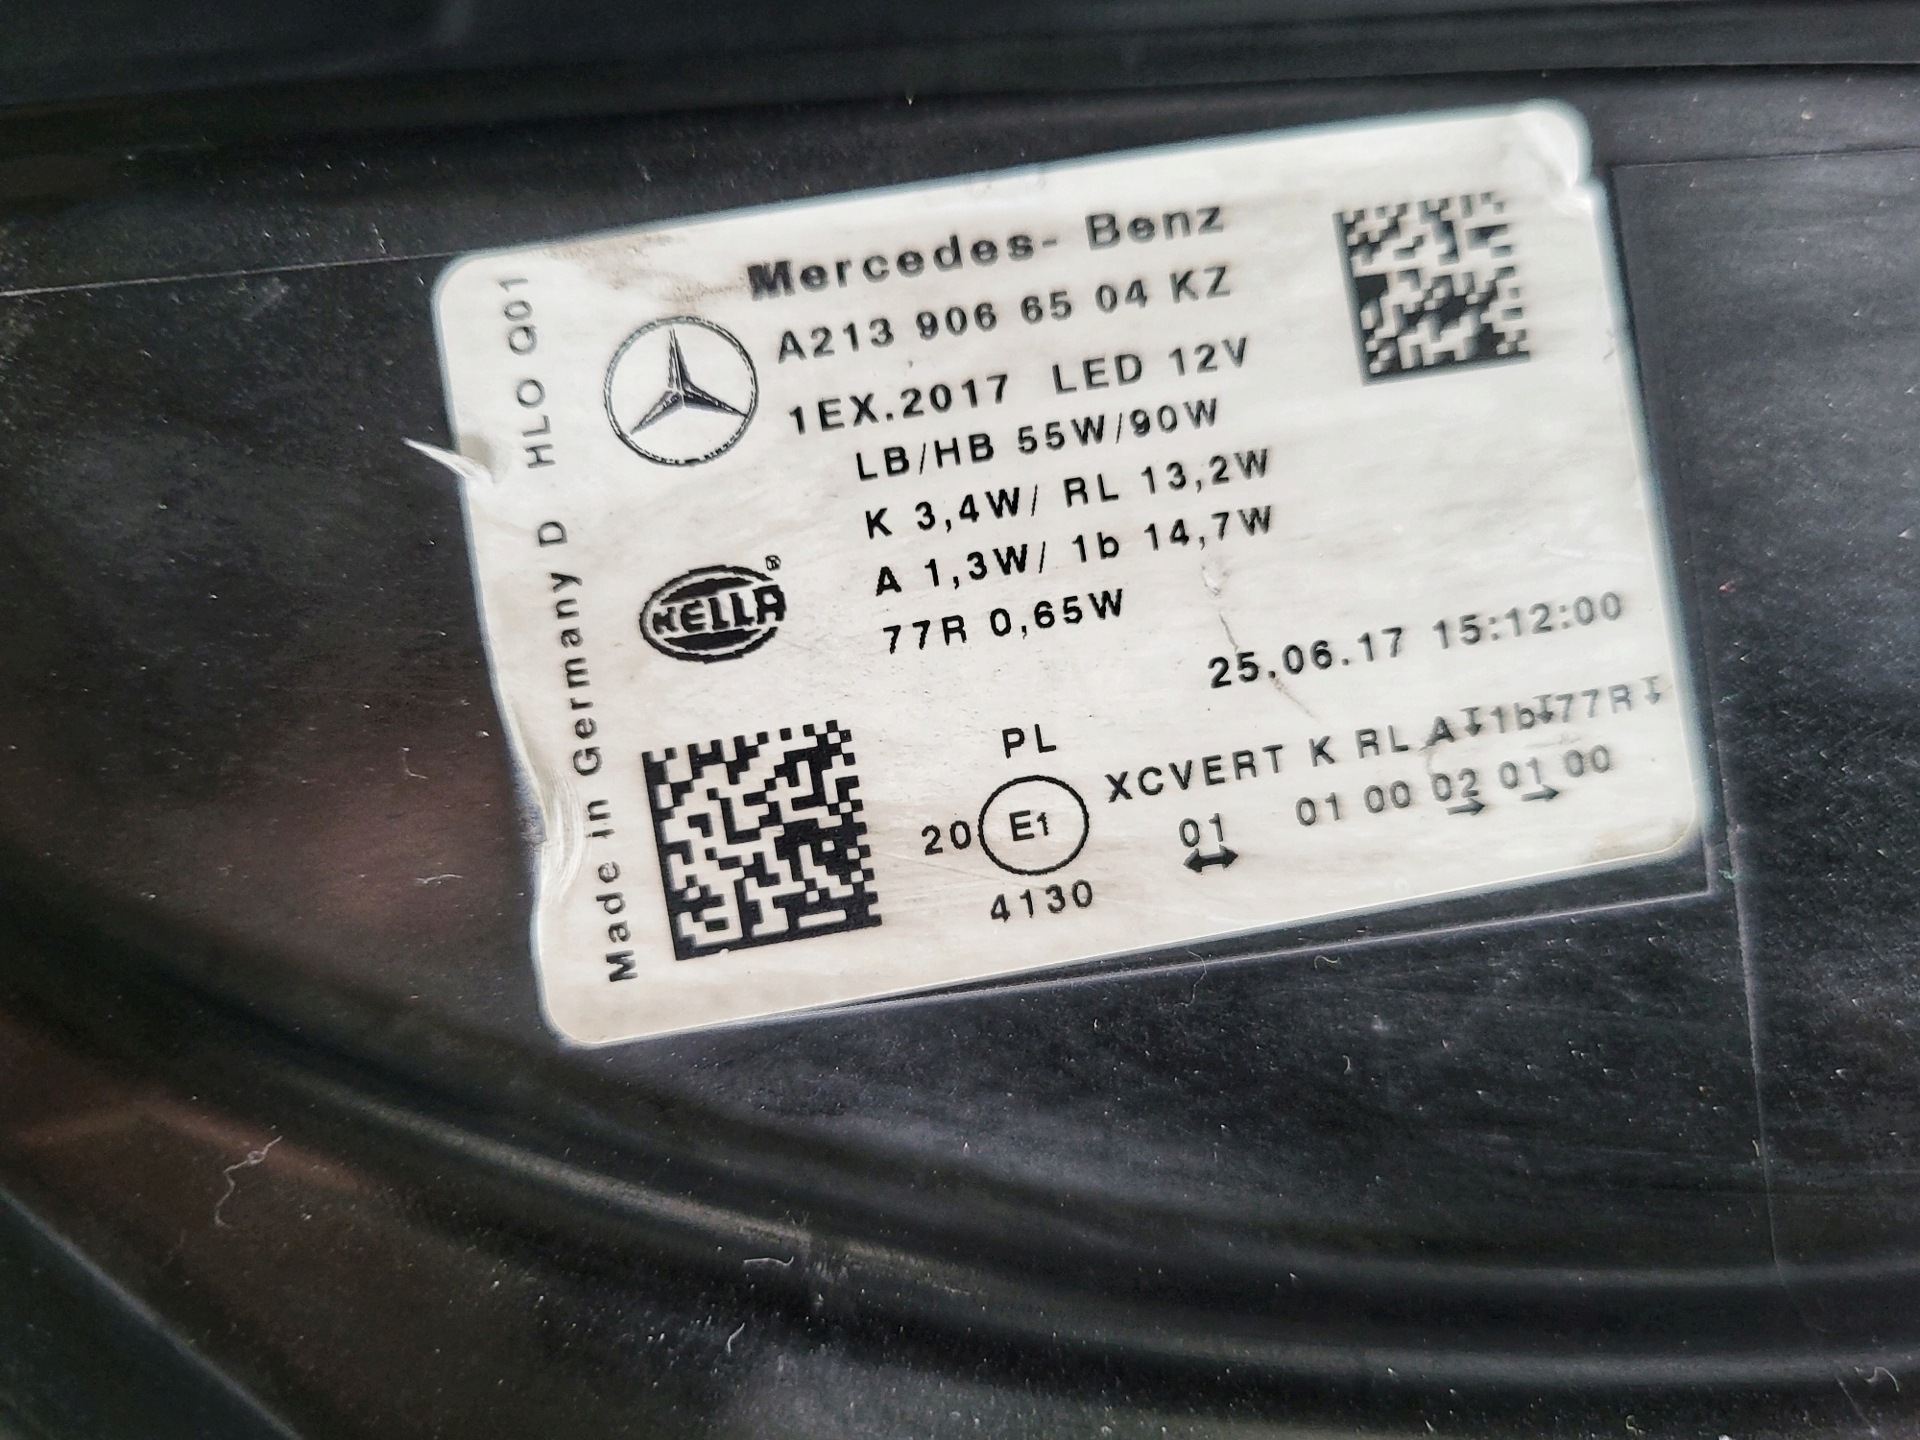 Mercedes- Benz
A213 906 65 04 KZ
1EX.2017 LED 12V
LB/HB 55W/90W
K 3,4W/ RL 13,2W
A 1,3W/ 1b 14,7W
77R 0,65W
HELLA®
25.06.17 15:12:00
PL
XCVERT K RL A↧1b↧77R↧
20 E1 01 01 00 02 01 00
↔ → →
4130
Made in Germany D HLO Q01